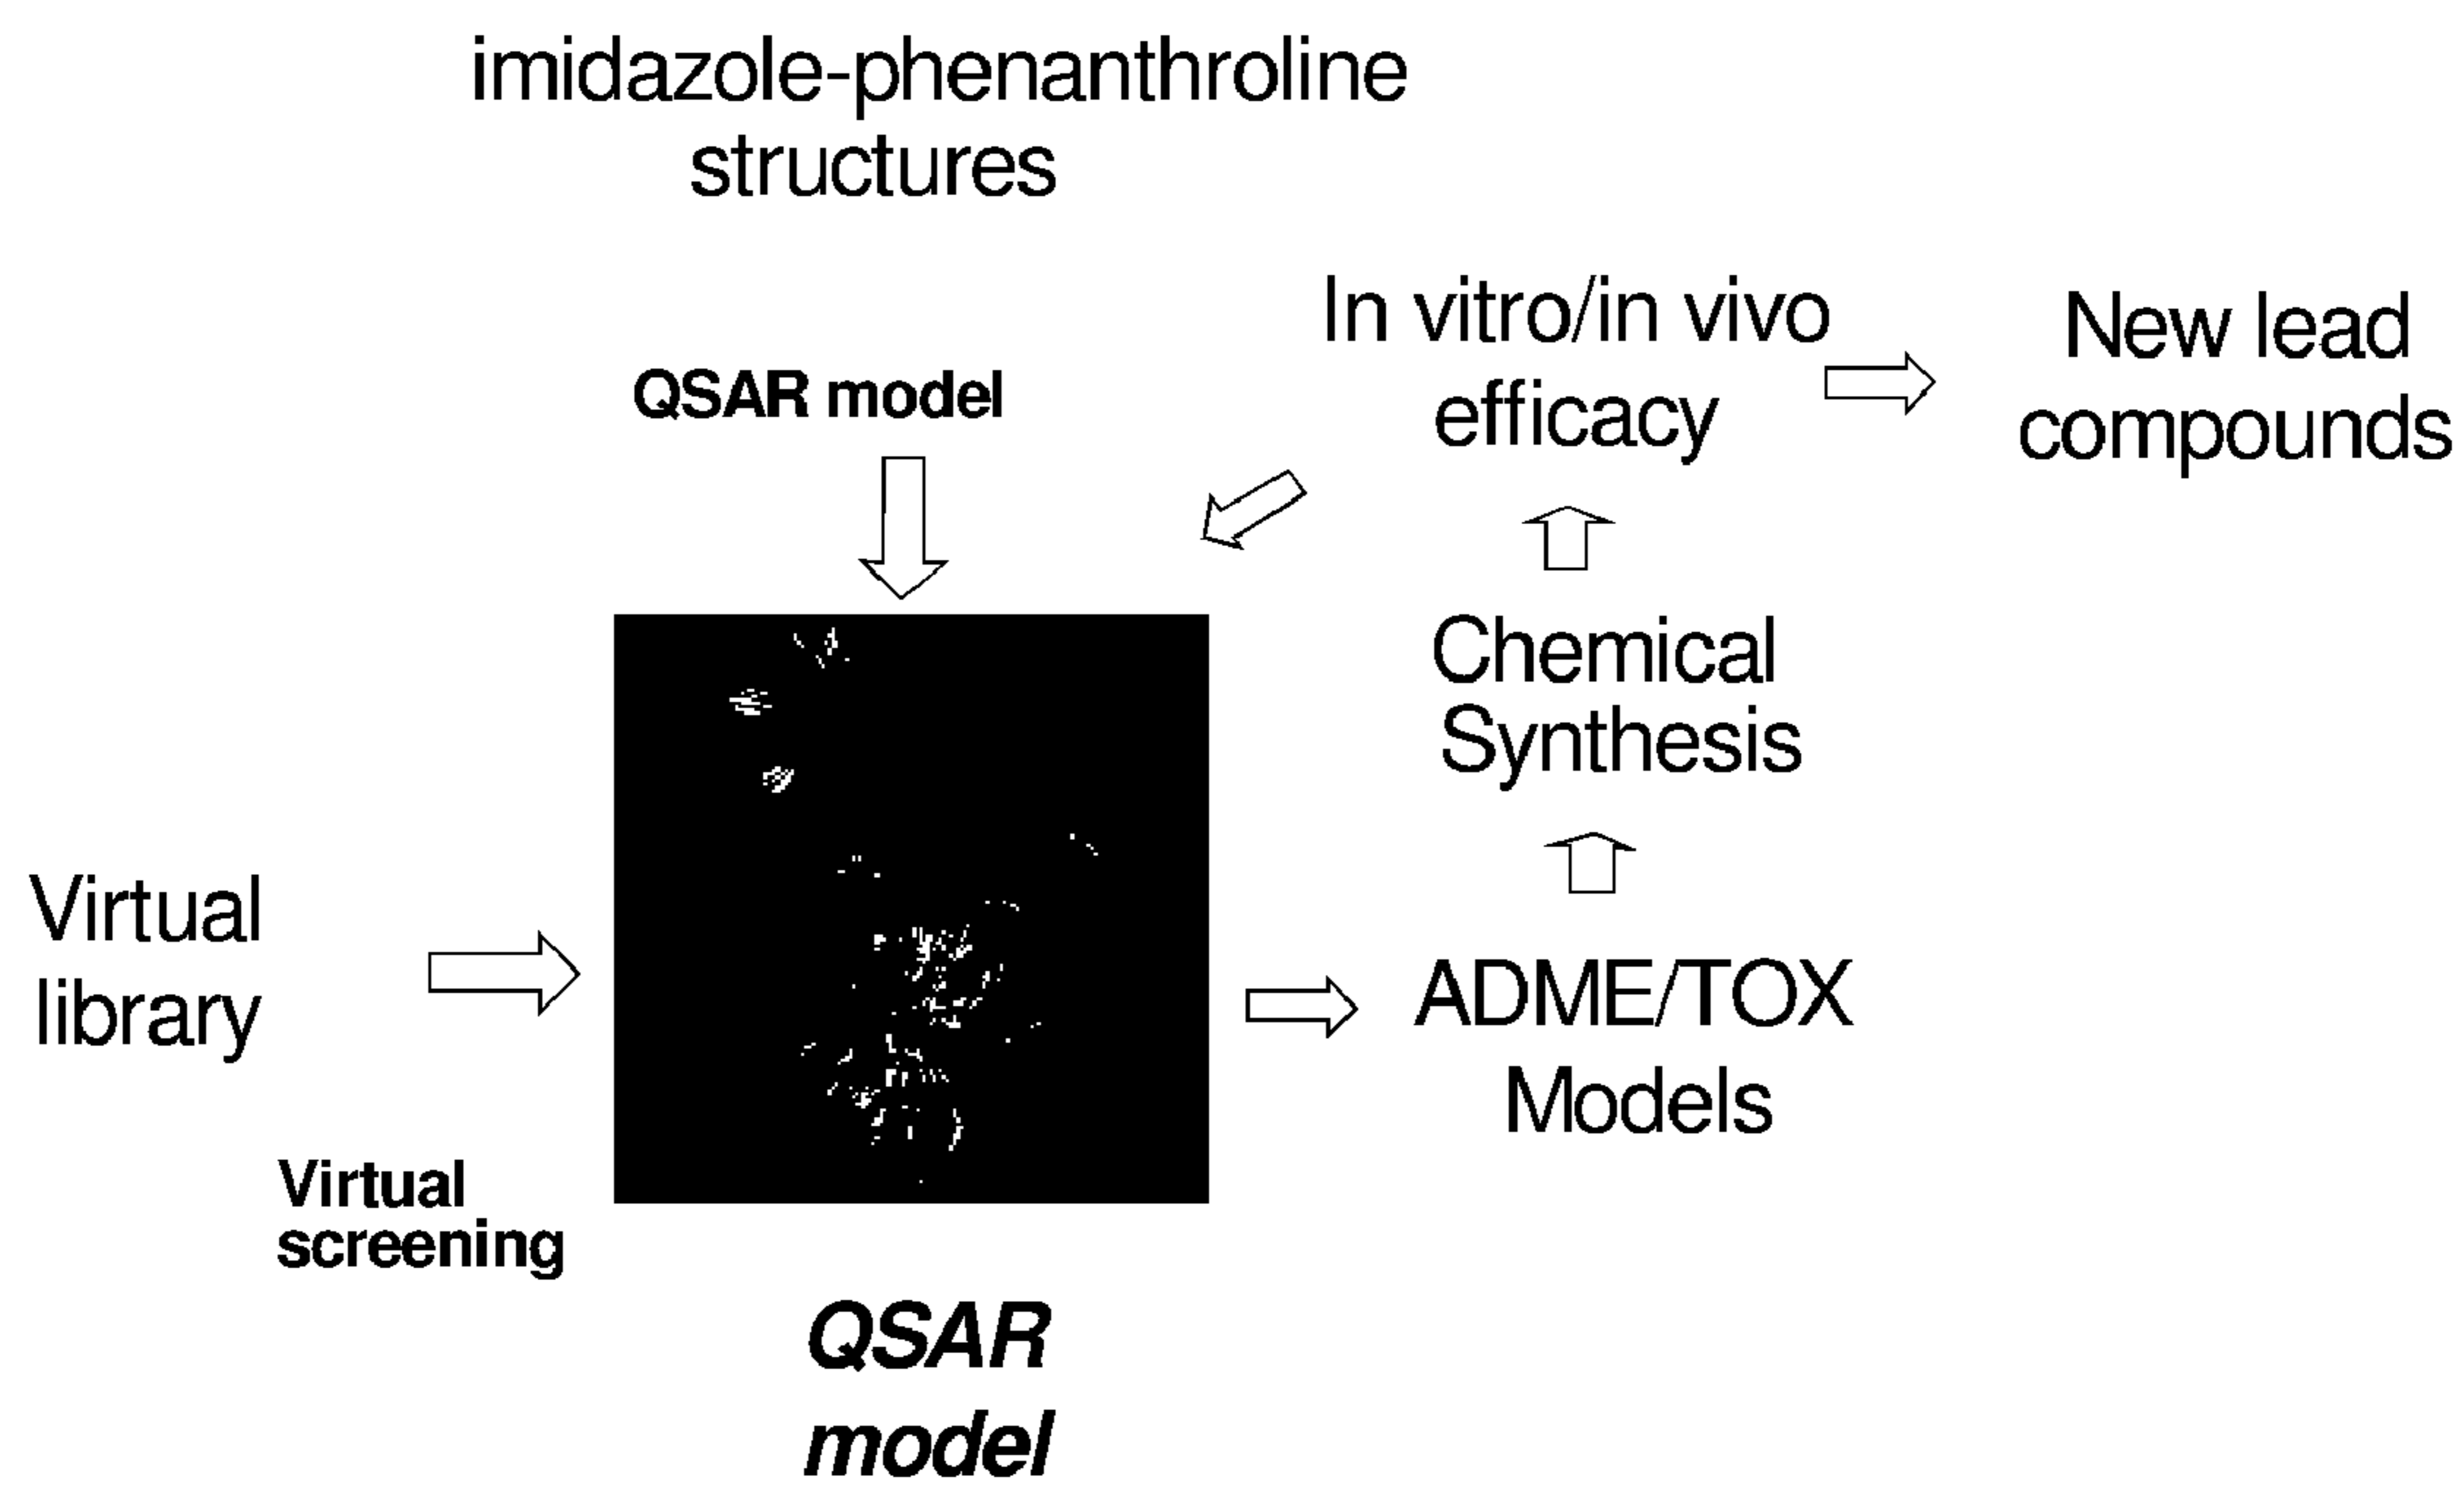 imidazole-phenanthroline
structures
In vitro/in vivo
efficacy
New lead
compounds
QSAR model
Chemical
Synthesis
Virtual
library
ADME/TOX
Models
Virtual
screening
QSAR
model